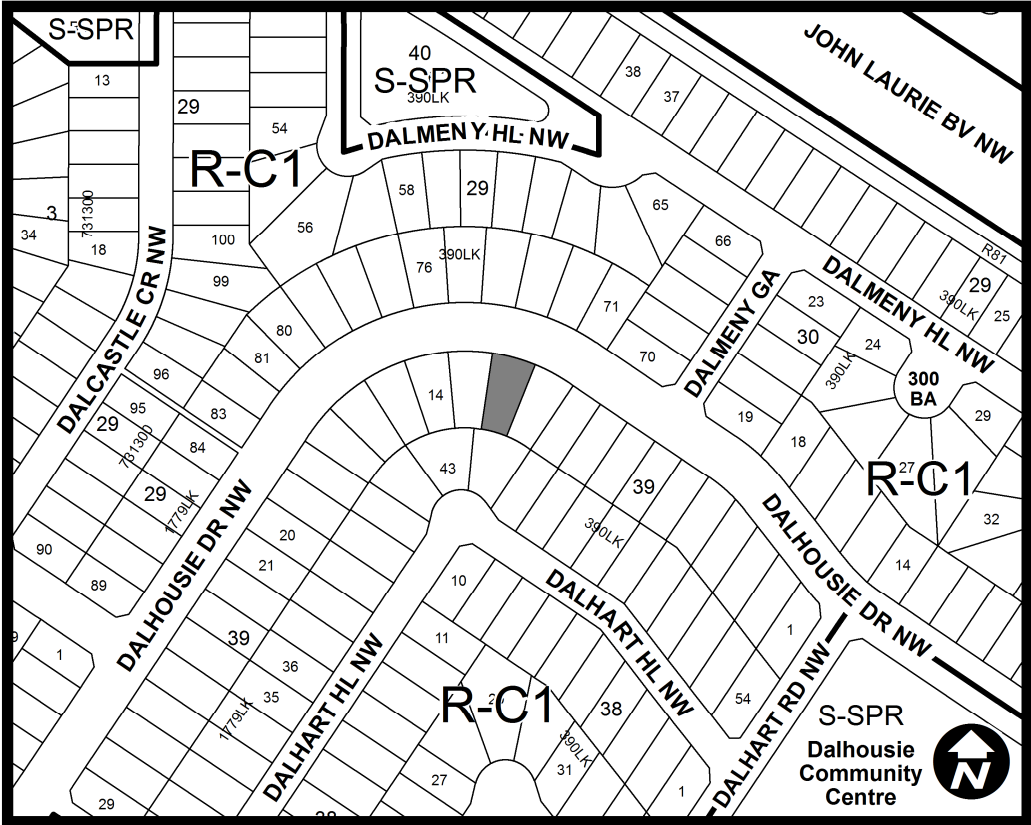 S-SPR
40
S-SPR
390LK
38
37
JOHN LAURIE BV NW
13
29
54
DALMENY HL NW
R-C1
58
29
65
3
731300
34
18
100
56
66
R81
DALCASTLE CR NW
76
390LK
99
71
DALMENY GA
DALMENY HL NW
29
390LK
25
23
30
24
80
81
70
390LK
96
300
BA
14
95
83
19
29
29
731300
84
18
43
27
R-C1
29
1779LK
39
32
DALHOUSIE DR NW
390LK
20
21
90
89
DALHOUSIE DR NW
14
10
DALHART HL NW
1
11
39
36
35
1779LK
1
DALHART HL NW
R-C1
38
54
DALHART RD NW
S-SPR
390LK
31
Dalhousie
Community
Centre
N
27
29
1